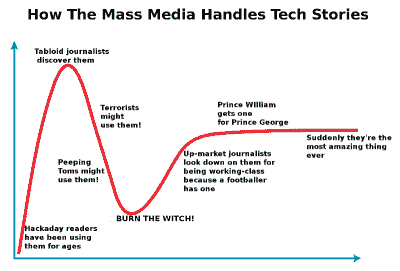 How The Mass Media Handles Tech Stories
Tabloid journalists
discover them
Terrorists
might
use them!
Peeping
Toms might
use them!
Hackaday readers
have been using
them for ages
BURN THE WITCH!
Prince William
gets one
for Prince George
Up-market journalists
look down on them for
being working-class
because a footballer
has one
Suddenly they're the
most amazing thing
ever